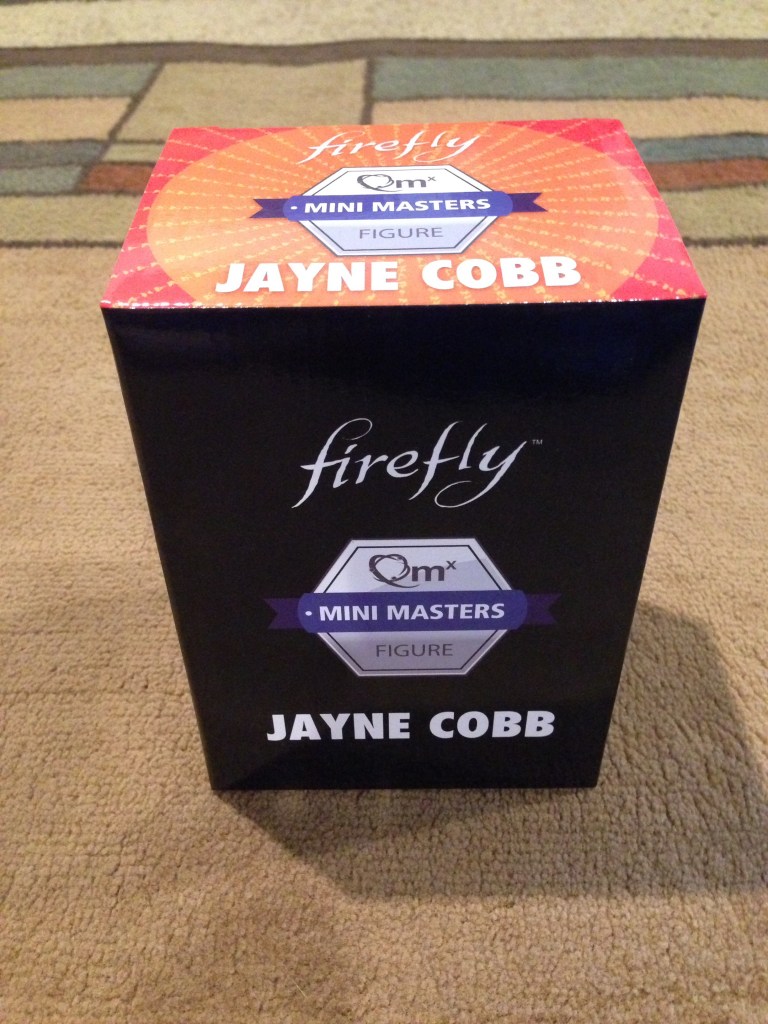 firefly
Qmx
• MINI MASTERS
FIGURE
JAYNE COBB
firefly™
Qmx
• MINI MASTERS
FIGURE
JAYNE COBB